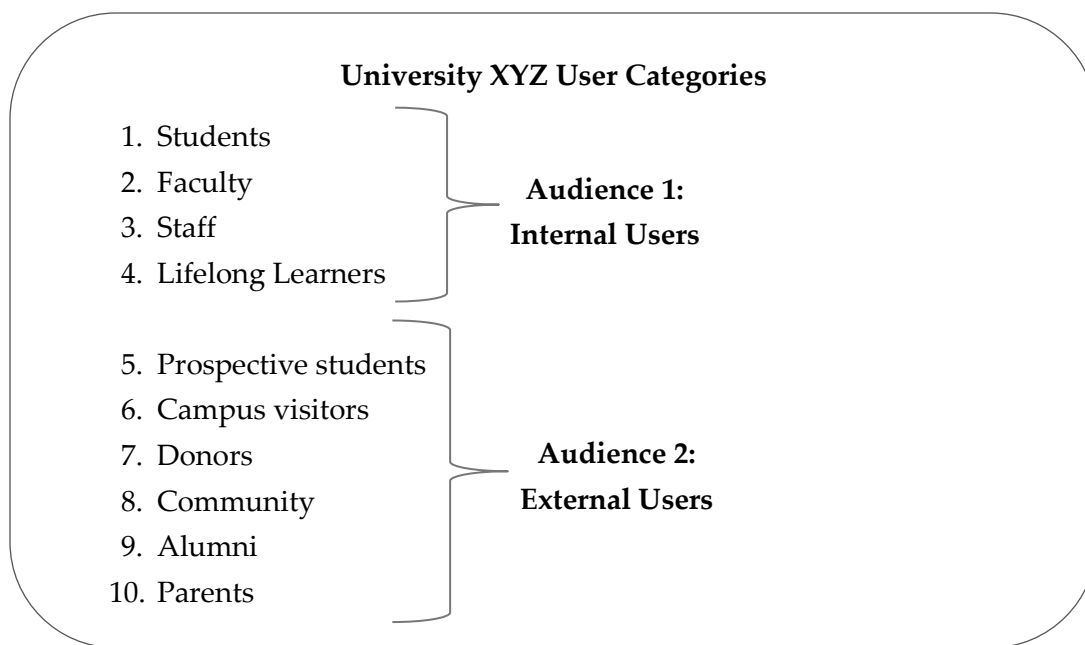 University XYZ User Categories
1. Students
2. Faculty
3. Staff
4. Lifelong Learners
Audience 1:
Internal Users
5. Prospective students
6. Campus visitors
7. Donors
8. Community
9. Alumni
10. Parents
Audience 2:
External Users